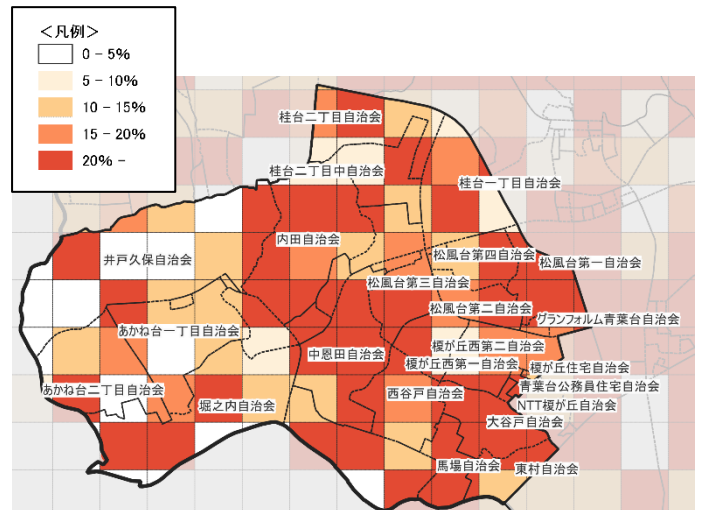 <凡例>
0 - 5%
5 - 10%
10 - 15%
15 - 20%
20% -
桂台二丁目自治会
桂台二丁目中自治会
桂台一丁目自治会
内田自治会
井戸久保自治会
松風台第四自治会
松風台第一自治会
松風台第三自治会
松風台第二自治会
グランフォルム青葉台自治会
あかね台一丁目自治会
榎が丘西第二自治会
中恩田自治会
榎が丘西第一自治会
榎が丘住宅自治会
あかね台二丁目自治会
青葉台公務員住宅自治会
西谷戸自治会
堀之内自治会
NTT榎が丘自治会
大谷戸自治会
馬場自治会
東村自治会